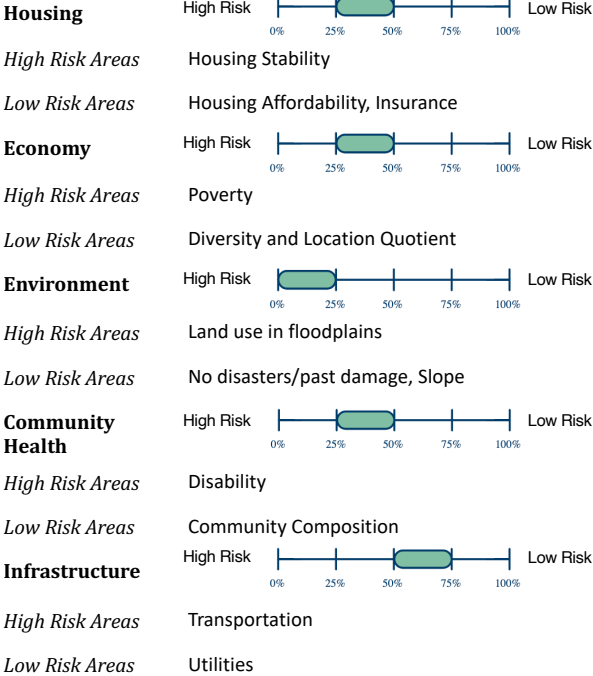 Housing High Risk Low Risk
0% 25% 50% 75% 100%
High Risk Areas Housing Stability
Low Risk Areas Housing Affordability, Insurance
Economy High Risk Low Risk
0% 25% 50% 75% 100%
High Risk Areas Poverty
Low Risk Areas Diversity and Location Quotient
Environment High Risk Low Risk
0% 25% 50% 75% 100%
High Risk Areas Land use in floodplains
Low Risk Areas No disasters/past damage, Slope
Community High Risk Low Risk
Health 0% 25% 50% 75% 100%
High Risk Areas Disability
Low Risk Areas Community Composition
Infrastructure High Risk Low Risk
0% 25% 50% 75% 100%
High Risk Areas Transportation
Low Risk Areas Utilities